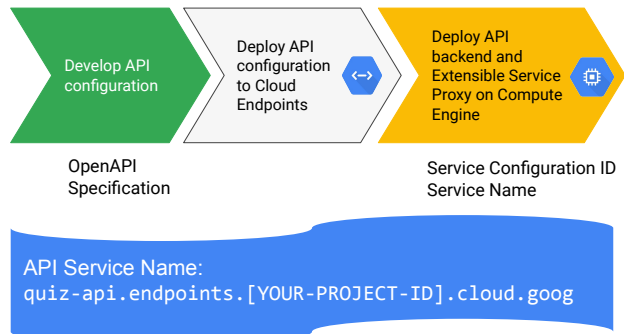 Develop API
configuration
Deploy API
configuration
to Cloud
Endpoints
Deploy API
backend and
Extensible Service
Proxy on Compute
Engine
OpenAPI
Specification
Service Configuration ID
Service Name
API Service Name:
quiz-api.endpoints.[YOUR-PROJECT-ID].cloud.goog